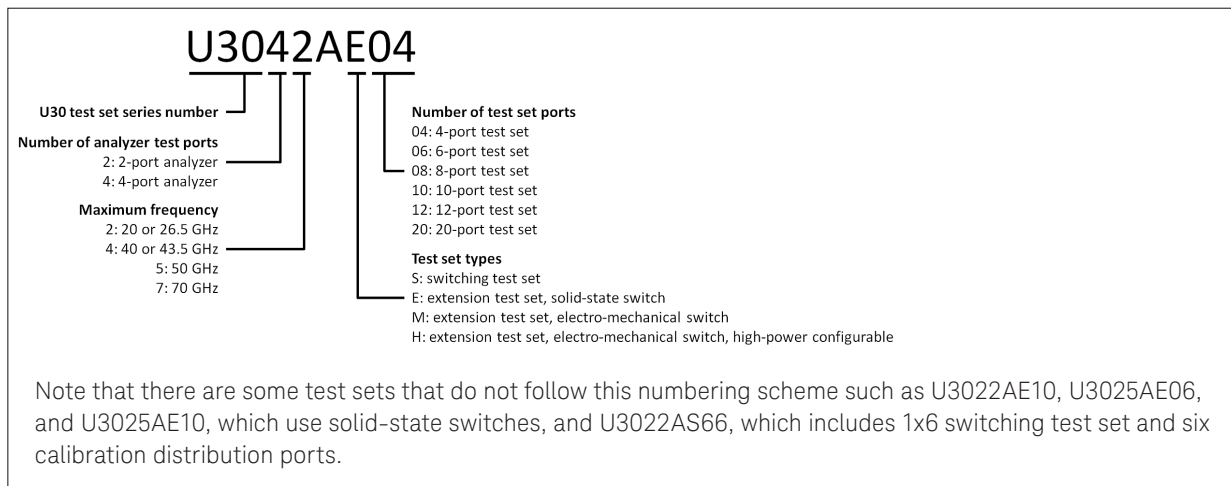 U3042AE04
U30 test set series number
Number of analyzer test ports
2: 2-port analyzer
4: 4-port analyzer
Maximum frequency
2: 20 or 26.5 GHz
4: 40 or 43.5 GHz
5: 50 GHz
7: 70 GHz
Number of test set ports
04: 4-port test set
06: 6-port test set
08: 8-port test set
10: 10-port test set
12: 12-port test set
20: 20-port test set
Test set types
S: switching test set
E: extension test set, solid-state switch
M: extension test set, electro-mechanical switch
H: extension test set, electro-mechanical switch, high-power configurable
Note that there are some test sets that do not follow this numbering scheme such as U3022AE10, U3025AE06,
and U3025AE10, which use solid-state switches, and U3022AS66, which includes 1x6 switching test set and six
calibration distribution ports.